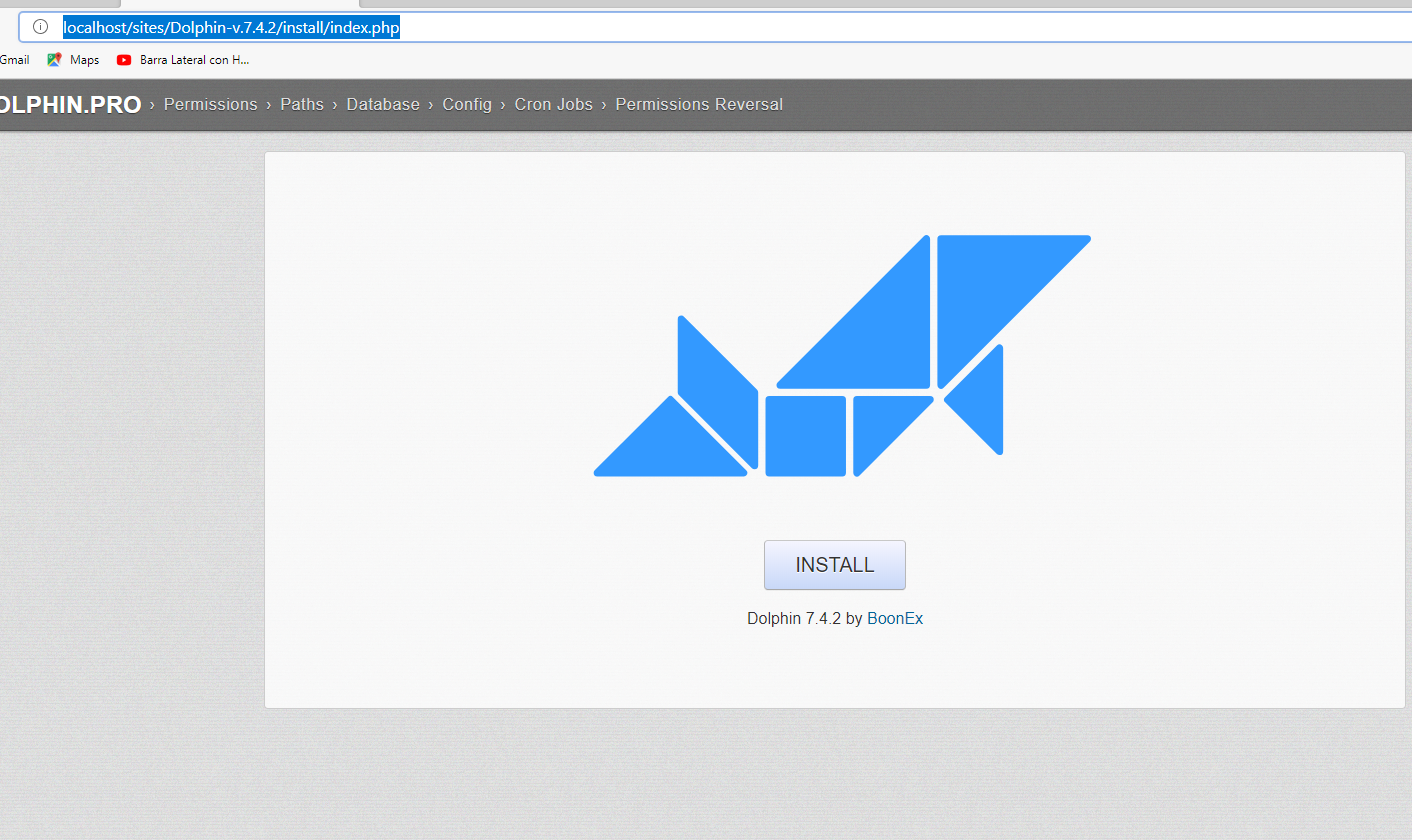 localhost/sites/Dolphin-v.7.4.2/install/index.php
Gmail Maps Barra Lateral con H...
OLPHIN.PRO › Permissions › Paths › Database › Config › Cron Jobs › Permissions Reversal
INSTALL
Dolphin 7.4.2 by BoonEx